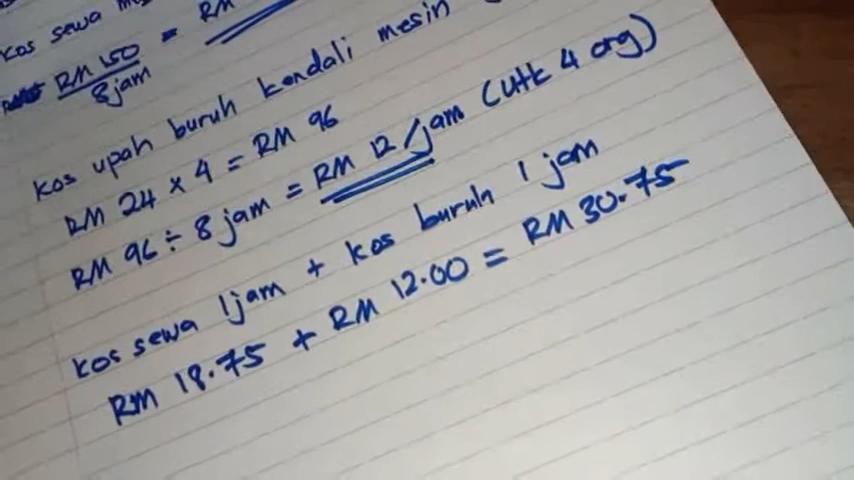 kos sewa
RM 150 = RM
8 jam
kos upah buruh kendali mesin
RM 24 x 4 = RM 96
RM 96 ÷ 8 jam = RM 12/jam (utk 4 org)
kos sewa 1 jam + kos buruh 1 jam
RM 18.75 + RM 12.00 = RM 30.75